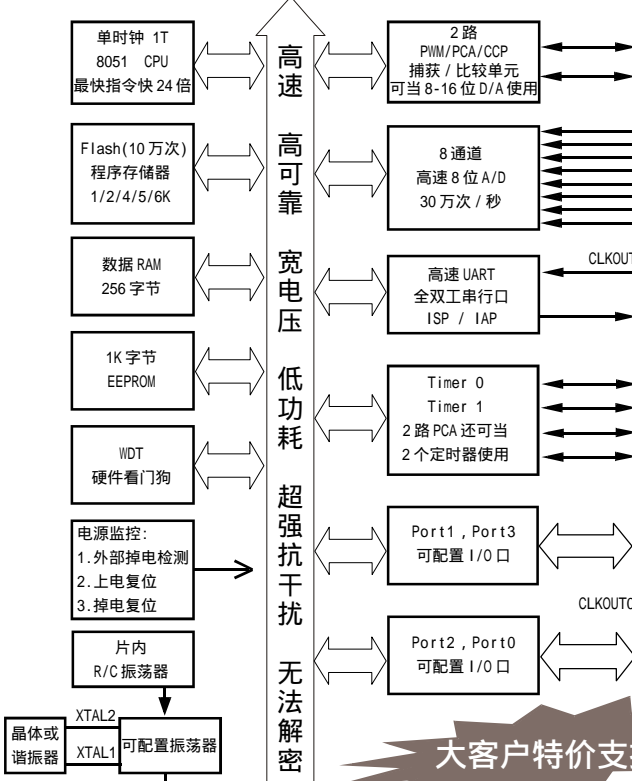 单时钟 1T
8051 CPU
最快指令快 24 倍
Flash(10 万次)
程序存储器
1/2/4/5/6K
数据 RAM
256 字节
1K 字节
EEPROM
WDT
硬件看门狗
电源监控:
1.外部掉电检测
2.上电复位
3.掉电复位
片内
R/C 振荡器
XTAL2
晶体或
谐振器
XTAL1
可配置振荡器
高速
高可靠
宽电压
低功耗
超强抗干扰
无法解密
2 路
PWM/PCA/CCP
捕获 / 比较单元
可当 8-16 位 D/A 使用
8 通道
高速 8 位 A/D
30 万次 / 秒
CLKOUT
高速 UART
全双工串行口
ISP / IAP
Timer 0
Timer 1
2 路 PCA 还可当
2 个定时器使用
Port1 , Port3
可配置 I/O 口
CLKOUT
Port2 , Port0
可配置 I/O 口
大客户特价支